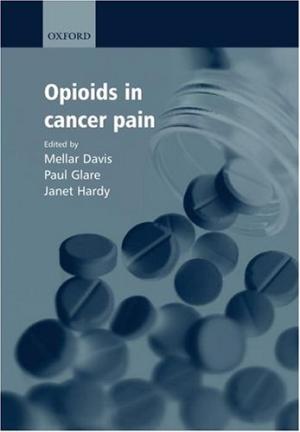 OXFORD
Opioids in
cancer pain
Edited by
Mellar Davis
Paul Glare
Janet Hardy